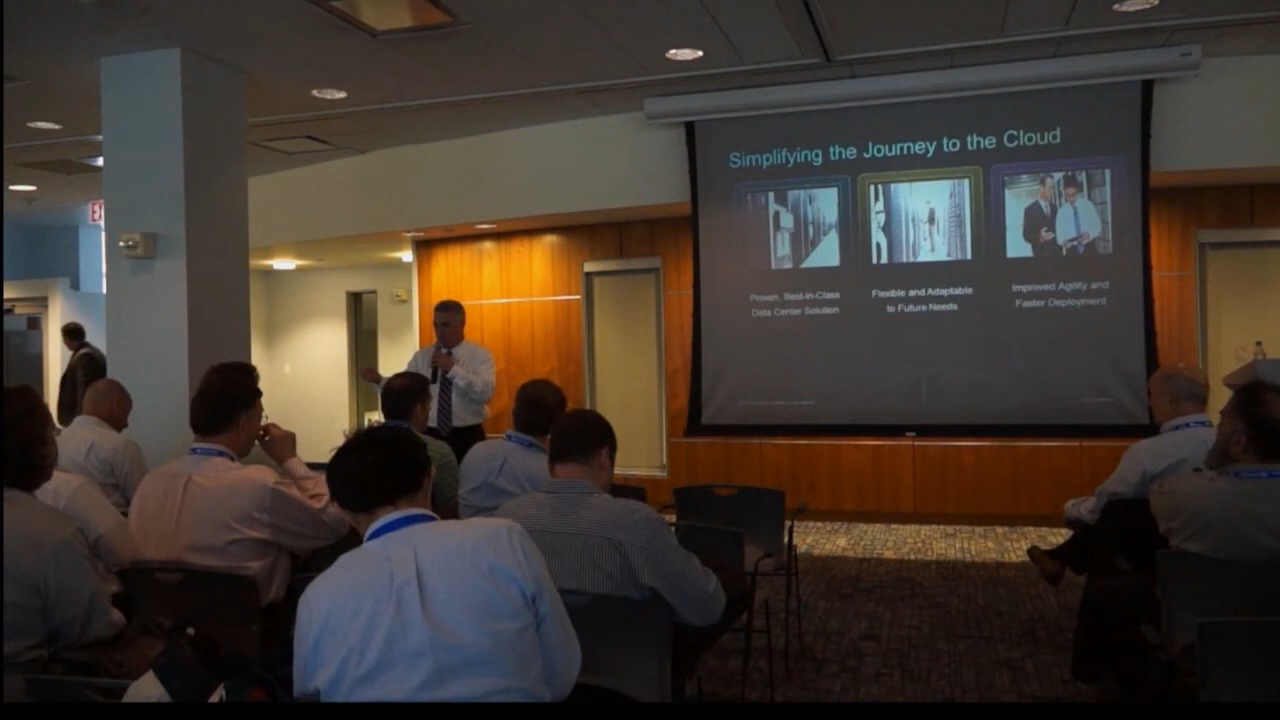 Simplifying the Journey to the Cloud
Proven, Best-in-Class
Data Center Solution
Flexible and Adaptable
to Future Needs
Improved Agility and
Faster Deployment
EX